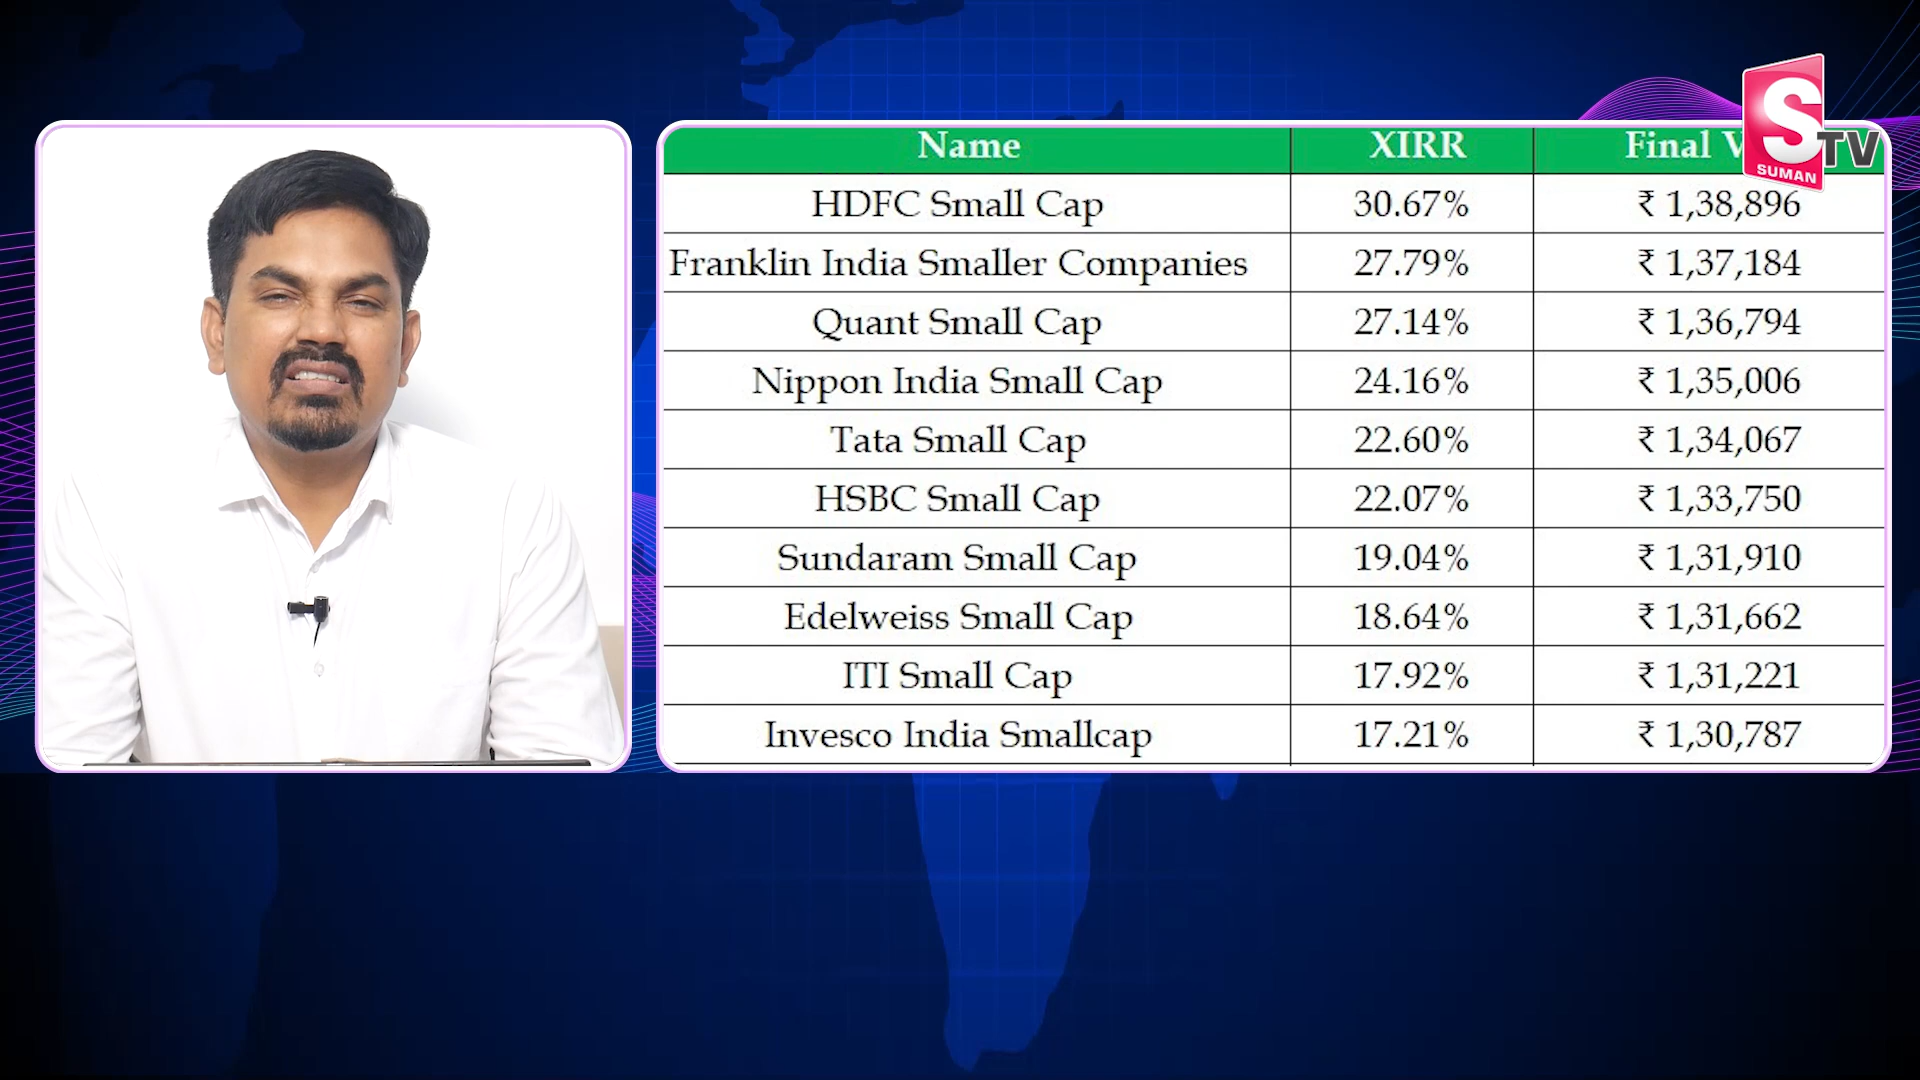 S
SUMAN
TV
Name XIRR Final
HDFC Small Cap 30.67% ₹ 1,38,896
Franklin India Smaller Companies 27.79% ₹ 1,37,184
Quant Small Cap 27.14% ₹ 1,36,794
Nippon India Small Cap 24.16% ₹ 1,35,006
Tata Small Cap 22.60% ₹ 1,34,067
HSBC Small Cap 22.07% ₹ 1,33,750
Sundaram Small Cap 19.04% ₹ 1,31,910
Edelweiss Small Cap 18.64% ₹ 1,31,662
ITI Small Cap 17.92% ₹ 1,31,221
Invesco India Smallcap 17.21% ₹ 1,30,787